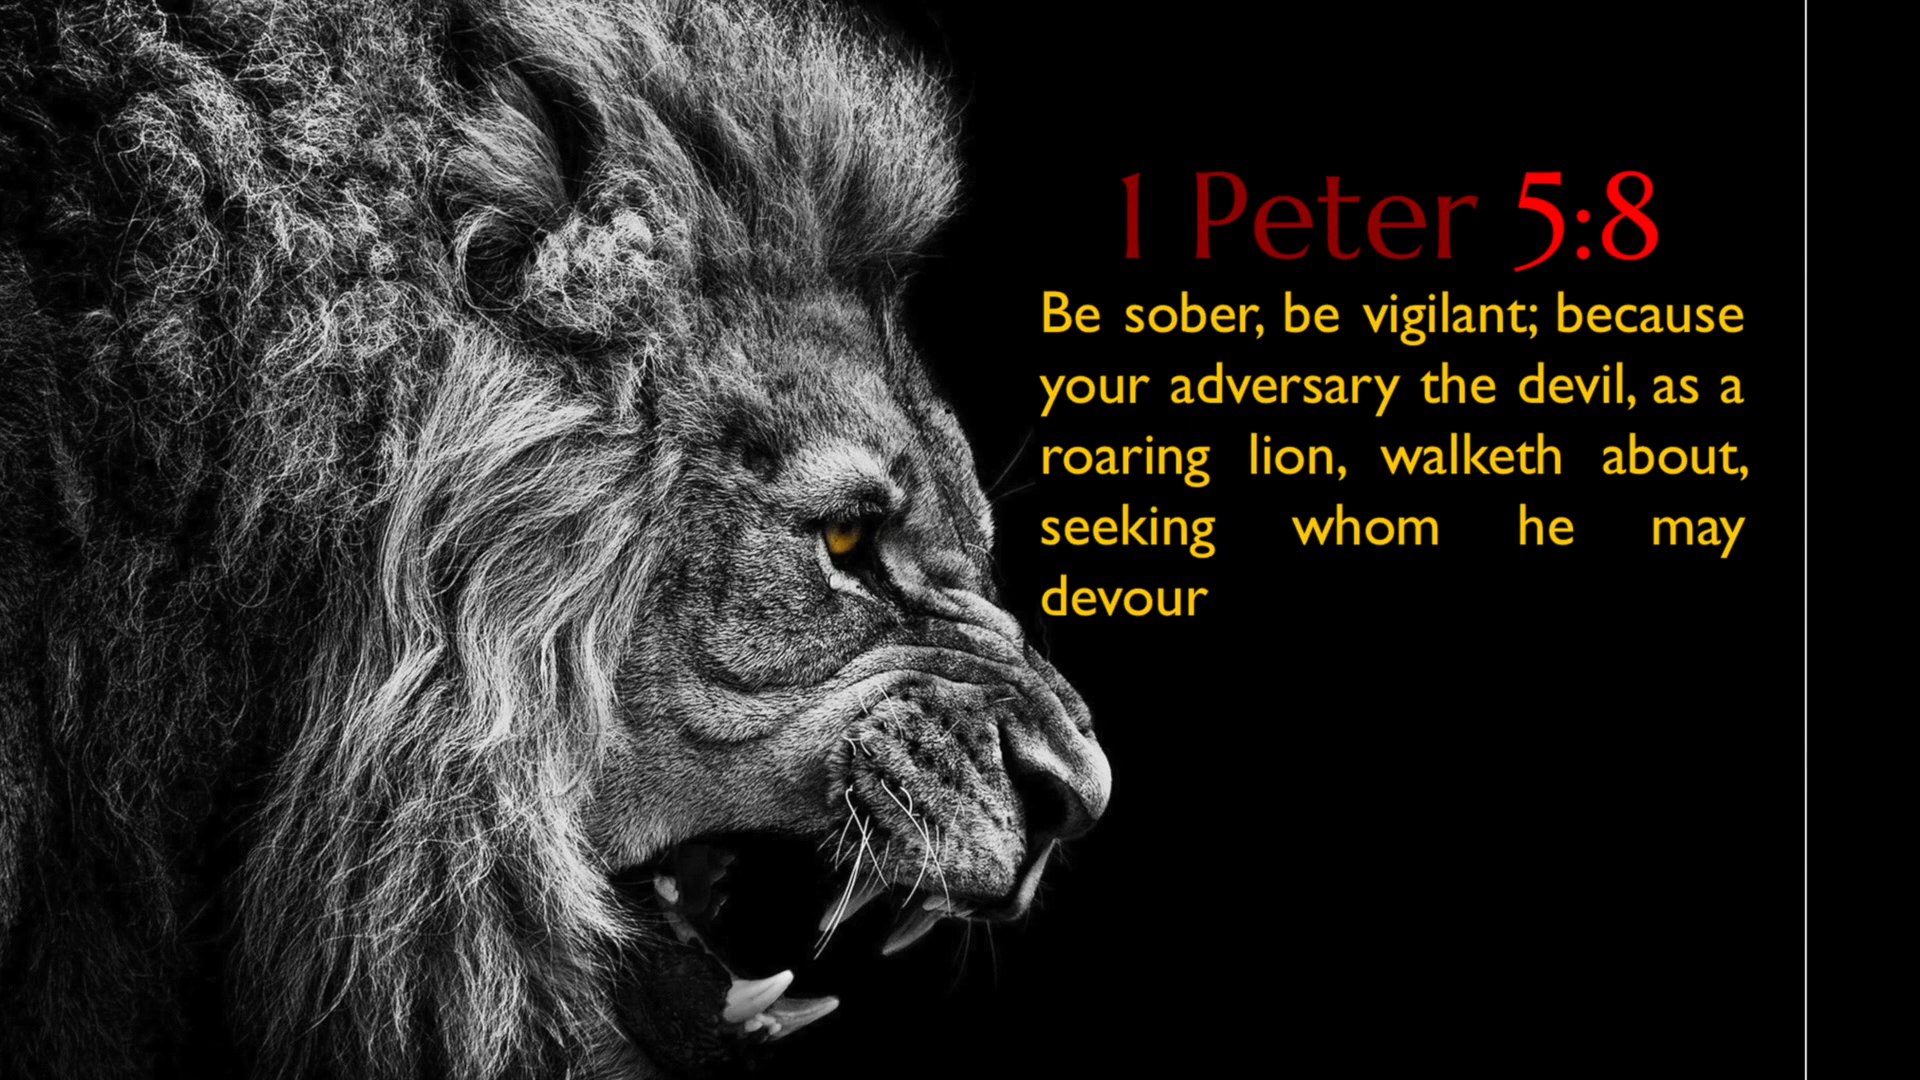 1 Peter 5:8
Be sober, be vigilant; because
your adversary the devil, as a
roaring lion, walketh about,
seeking whom he may
devour